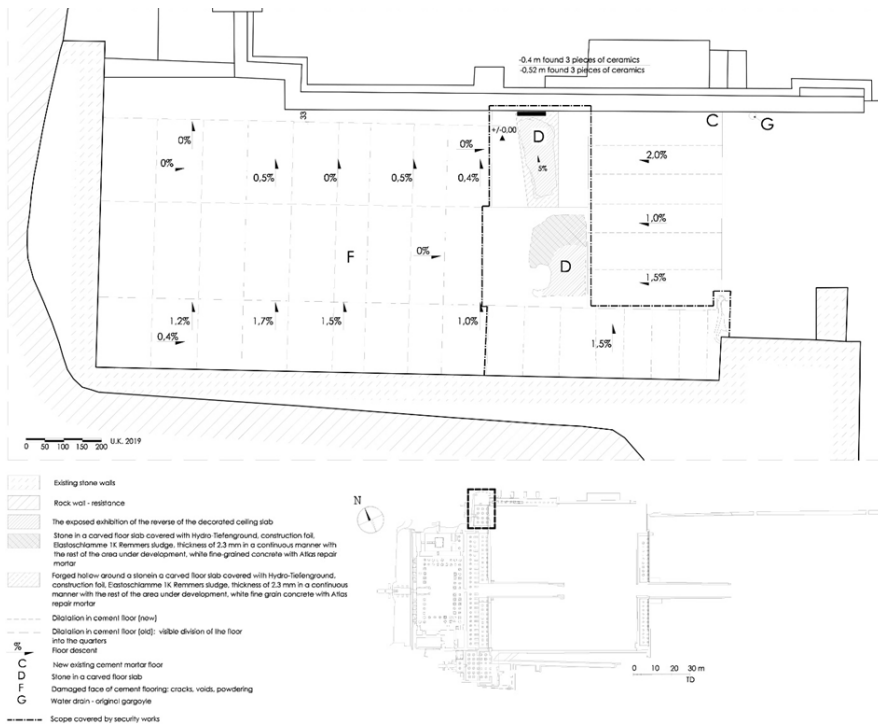 -0.4 m found 3 pieces of ceramics
-0,52 m found 3 pieces of ceramics
C
G
+/-0,00
D
5%
0%
0%
0%
2,0%
0,5%
0%
0,5%
0,4%
1,0%
F
0%
D
1,5%
1,2%
1,7%
1,5%
1,0%
0,4%
1,5%
0 50 100 150 200
U.K. 2019
Existing stone walls
Rock wall - resistance
The exposed exhibition of the reverse of the decorated ceiling slab
Stone in a carved floor slab covered with Hydro-Tiefengrund, construction foil,
Elastoschlamme 1K Remmers sludge, thickness of 2.3 mm in a continuous manner with
the rest of the area under development, white fine-grained concrete with Atlas repair
mortar
Forged hollow around a stonein a carved floor slab covered with Hydro-Tiefenground,
construction foil, Elastoschlamme 1K Remmers sludge, thickness of 2.3 mm in a continuous
manner with the rest of the area under development, white fine grain concrete with Atlas
repair mortar
Dilatation in cement floor (new)
Dilatation in cement floor (old): visible division of the floor
into the quarters
% Floor descent
C New existing cement mortar floor
D Stone in a carved floor slab
F Damaged face of cement flooring: cracks, voids, powdering
G Water drain - original gargoyle
Scope covered by security works
N
0 10 20 30 m
TD